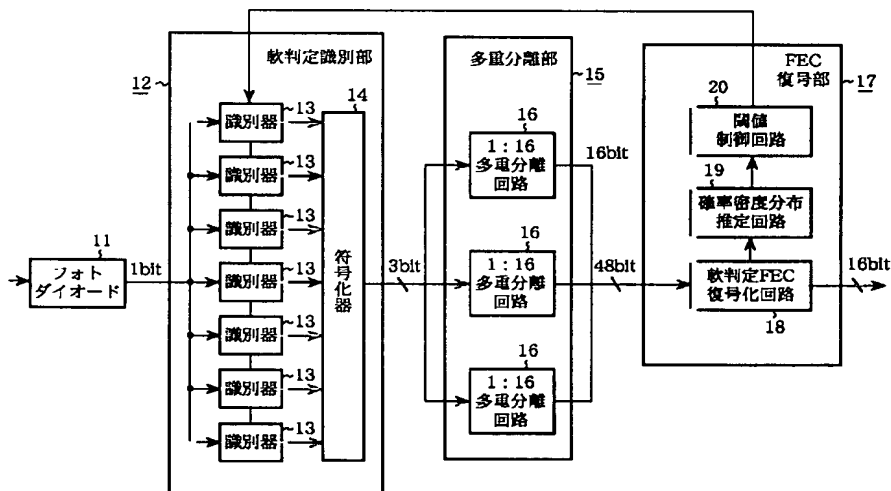 12
軟判定識別部
13
識別器
13
識別器
13
識別器
13
識別器
13
識別器
13
識別器
13
識別器
14
符号化器
11
フォト
ダイオード
1bit
3bit
多重分離部
15
16
1:16
多重分離
回路
16
1:16
多重分離
回路
16
1:16
多重分離
回路
16bit
48bit
FEC
復号部
17
20
閾値
制御回路
19
確率密度分布
推定回路
軟判定FEC
復号化回路
18
16bit